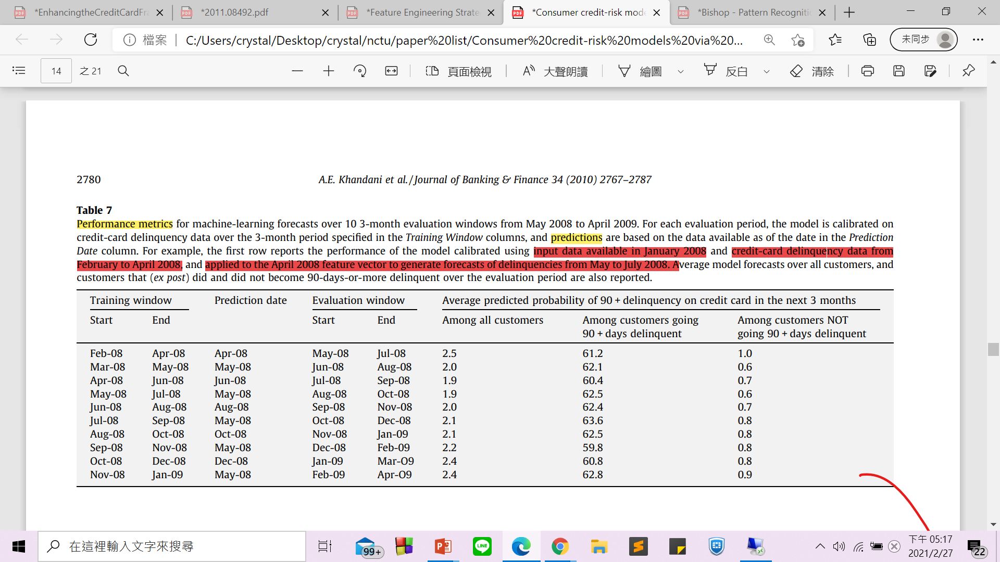 *EnhancingtheCreditCardFra
*2011.08492.pdf
*Feature Engineering Strate
*Consumer credit-risk mode
*Bishop - Pattern Recognitic
檔案
C:/Users/crystal/Desktop/crystal/nctu/paper%20list/Consumer%20credit-risk%20models%20via%20...
未同步
14 之 21
頁面檢視
大聲朗讀
繪圖
反白
清除
2780 A.E. Khandani et al./Journal of Banking & Finance 34 (2010) 2767–2787
Table 7
Performance metrics for machine-learning forecasts over 10 3-month evaluation windows from May 2008 to April 2009. For each evaluation period, the model is calibrated on
credit-card delinquency data over the 3-month period specified in the Training Window columns, and predictions are based on the data available as of the date in the Prediction
Date column. For example, the first row reports the performance of the model calibrated using input data available in January 2008 and credit-card delinquency data from
February to April 2008, and applied to the April 2008 feature vector to generate forecasts of delinquencies from May to July 2008. Average model forecasts over all customers, and
customers that (ex post) did and did not become 90-days-or-more delinquent over the evaluation period are also reported.
Training window Prediction date Evaluation window Average predicted probability of 90 + delinquency on credit card in the next 3 months
Start End Start End Among all customers Among customers going Among customers NOT
90 + days delinquent going 90 + days delinquent
Feb-08 Apr-08 Apr-08 May-08 Jul-08 2.5 61.2 1.0
Mar-08 May-08 May-08 Jun-08 Aug-08 2.0 62.1 0.6
Apr-08 Jun-08 Jun-08 Jul-08 Sep-08 1.9 60.4 0.7
May-08 Jul-08 May-08 Aug-08 Oct-08 1.9 62.5 0.6
Jun-08 Aug-08 Aug-08 Sep-08 Nov-08 2.0 62.4 0.7
Jul-08 Sep-08 May-08 Oct-08 Dec-08 2.1 63.6 0.8
Aug-08 Oct-08 Oct-08 Nov-08 Jan-09 2.1 62.5 0.8
Sep-08 Nov-08 May-08 Dec-08 Feb-09 2.2 59.8 0.8
Oct-08 Dec-08 Dec-08 Jan-09 Mar-O9 2.4 60.8 0.8
Nov-08 Jan-09 May-08 Feb-09 Apr-O9 2.4 62.8 0.9
在這裡輸入文字來搜尋
99+
LINE
下午 05:17
2021/2/27
22